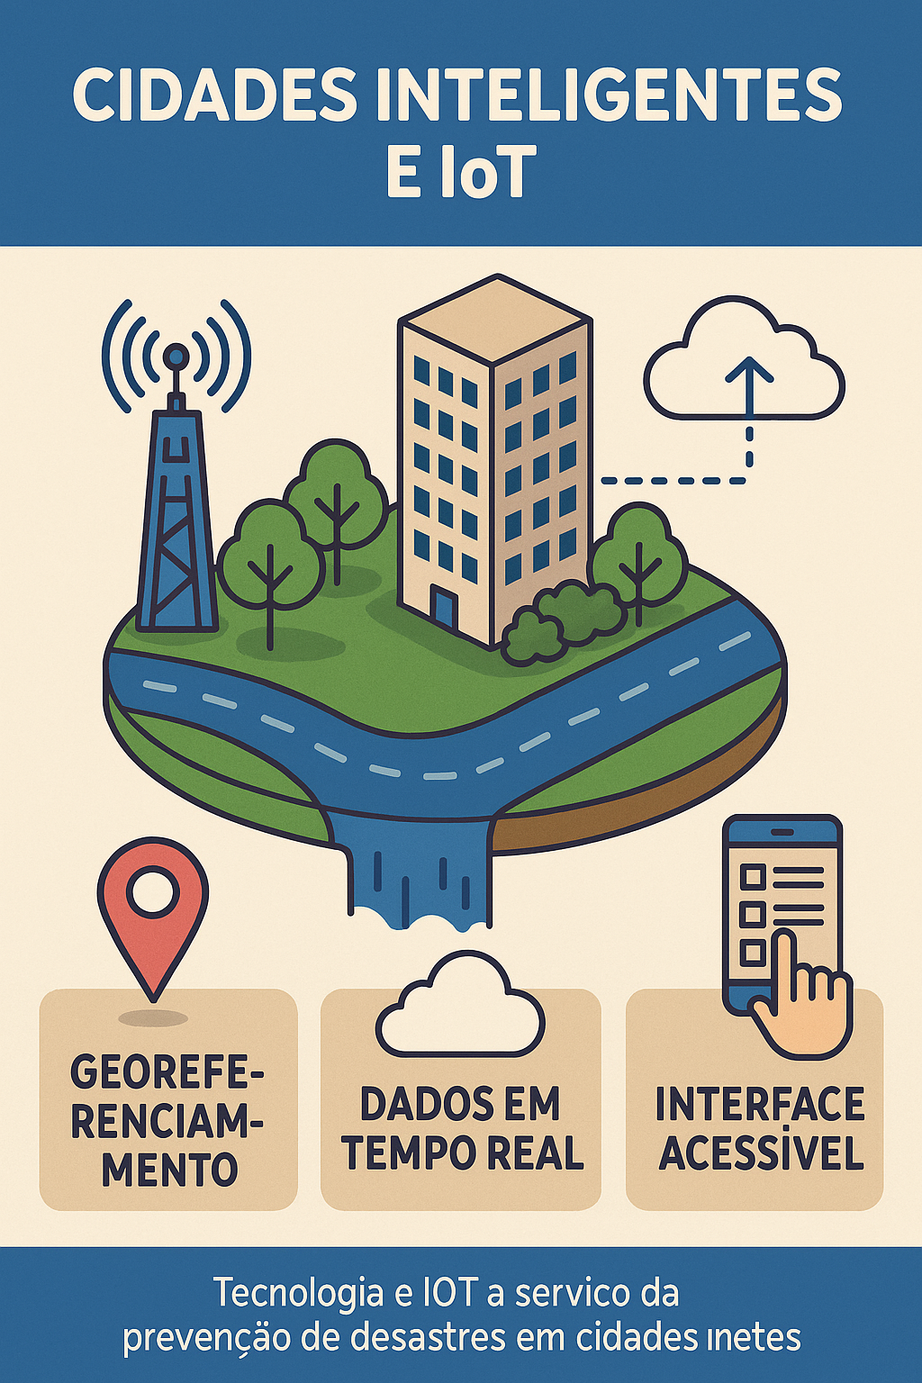 CIDADES INTELIGENTES
E IoT
GEOREFE-
RENCIAM-
MENTO
DADOS EM
TEMPO REAL
INTERFACE
ACESSÍVEL
Tecnologia e IOT a servico da
prevenção de desastres em cidades ınetes